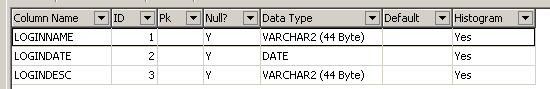 Column Name ID Pk Null? Data Type Default Histogram
LOGINNAME 1 Y VARCHAR2 (44 Byte) Yes
LOGINDATE 2 Y DATE Yes
LOGINDESC 3 Y VARCHAR2 (44 Byte) Yes